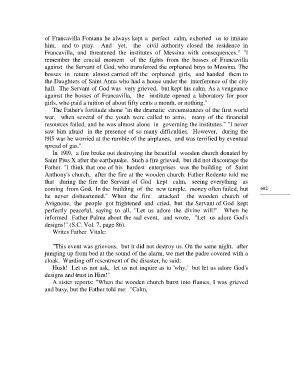 of Francavilla Fontana he always kept a perfect calm, exhorted us to imitate
him, and to pray. And yet, the civil authority closed the residence in
Francavilla, and threatened the institutes of Messina with consequences." "I
remember the crucial moment of the fights from the bosses of Francavilla
against the Servant of God, who transferred the orphaned boys to Messina. The
bosses in return almost carried off the orphaned girls, and handed them to
the Daughters of Saint Anna who had a house under the interference of the city
hall. The Servant of God was very grieved, but kept his calm. As a vengeance
against the bosses of Francavilla, the institute opened a laboratory for poor
girls, who paid a tuition of about fifty cents a month, or nothing."
The Father's fortitude shone "in the dramatic circumstances of the first world
war, when several of the youth were called to arms, many of the financial
resources failed, and he was almost alone in governing the institutes." "I never
saw him afraid in the presence of so many difficulties. However, during the
1915 war he worried at the rumble of the airplanes, and was terrified by eventual
spread of gas."
In 1909, a fire broke out destroying the beautiful wooden church donated by
Saint Pius X after the earthquake. Such a fire grieved, but did not discourage the
Father. "I think that one of his hardest enterprises was the building of Saint
Anthony's church, after the fire at the wooden church. Father Redento told me
that during the fire the Servant of God kept calm, seeing everything as
coming from God. In the building of the new temple, money often failed, but
he never disheartened." When the fire attacked the wooden church of
Avignone, the people got frightened and cried, but the Servant of God kept
perfectly peaceful, saying to all, "Let us adore the divine will!" When he
informed Father Palma about the sad event, and wrote, "Let us adore God's
designs!" (S.C. Vol. 7, page 86).
Writes Father Vitale:
"This event was grievous, but it did not destroy us. On the same night, after
jumping up from bed at the sound of the alarm, we met the padre covered with a
cloak. Warding off resentment of the disaster, he said:
Hush! Let us not ask, let us not inquire as to 'why,' but let us adore God's
designs and trust in Him!"
A sister reports: "When the wooden church burst into flames, I was grieved
and busy, but the Father told me: "Calm,
602